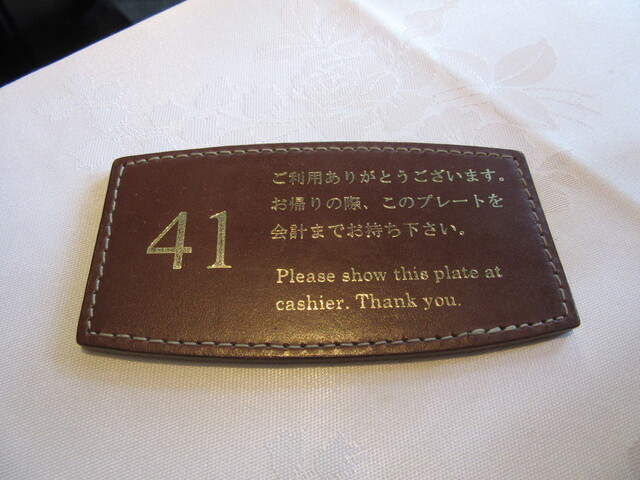 41
ご利用ありがとうございます。
お帰りの際、このプレートを
会計までお持ち下さい。
Please show this plate at
cashier. Thank you.